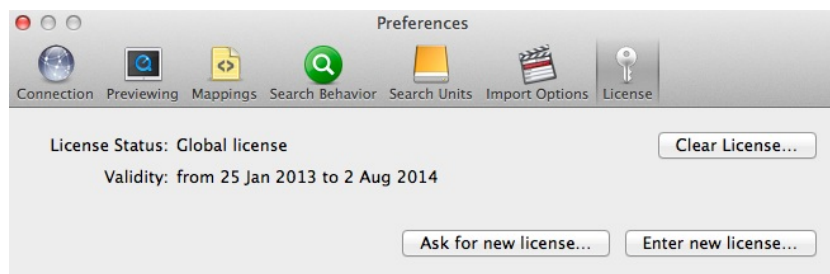 Preferences
Connection Previewing Mappings Search Behavior Search Units Import Options License
License Status: Global license
Clear License...
Validity: from 25 Jan 2013 to 2 Aug 2014
Ask for new license...
Enter new license...